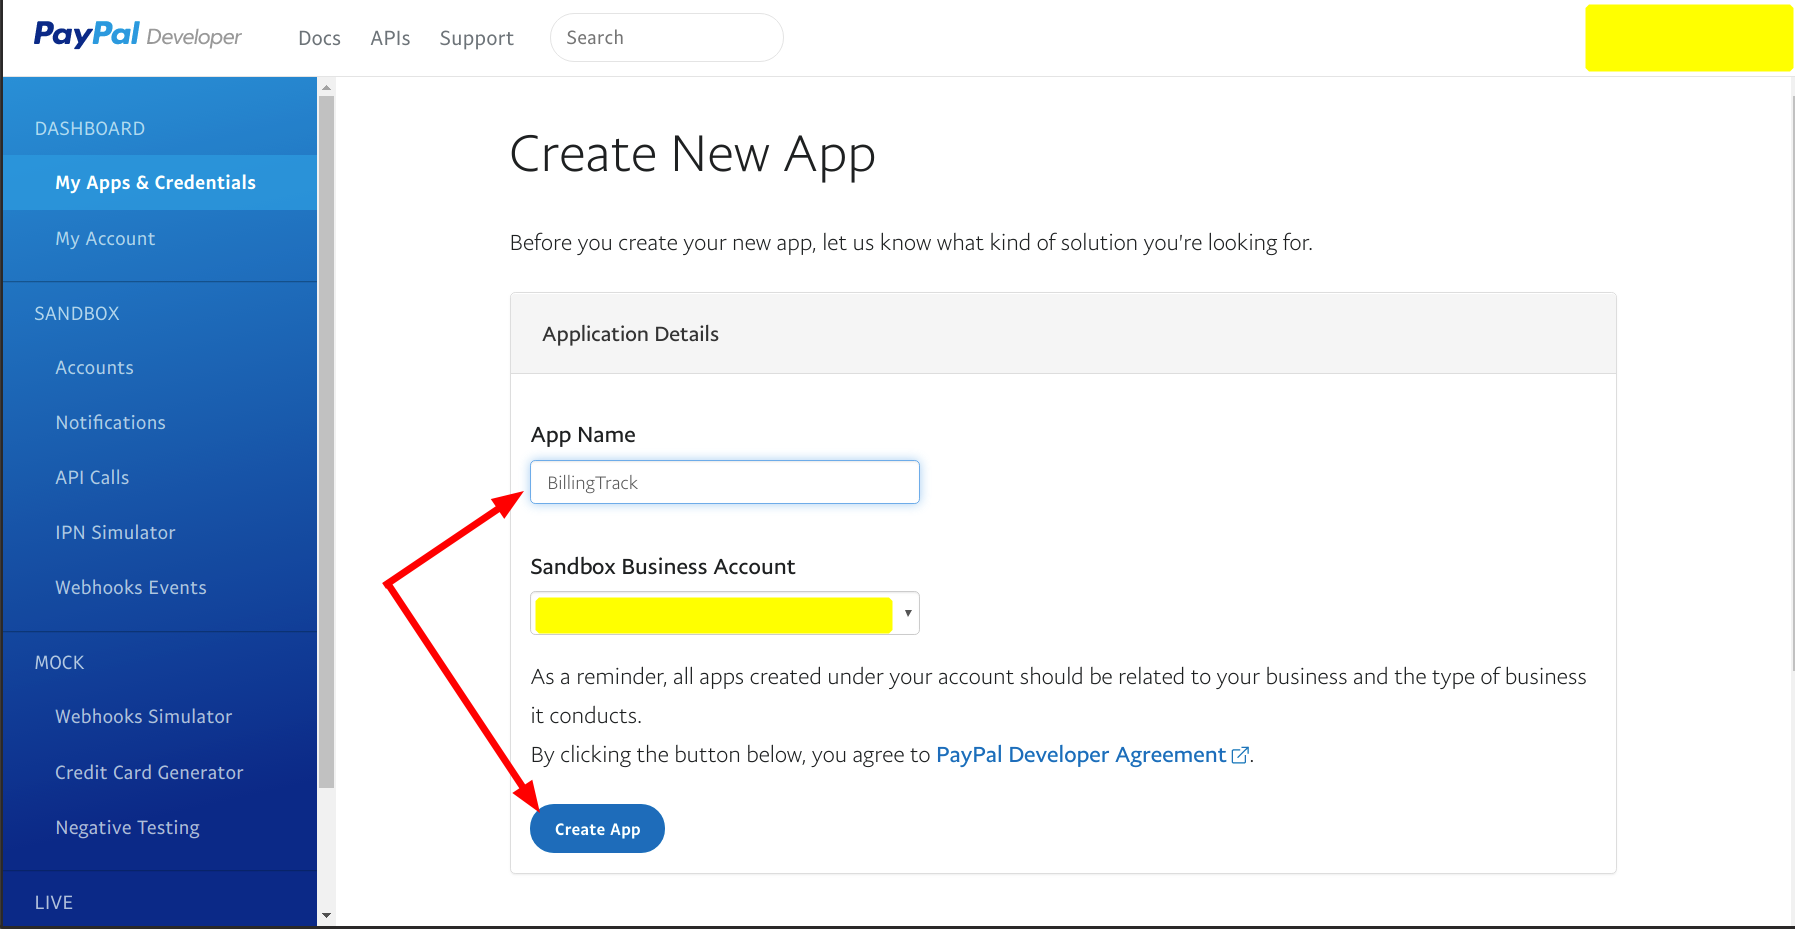 PayPal Developer
Docs
APIs
Support
Search
DASHBOARD
My Apps & Credentials
My Account
SANDBOX
Accounts
Notifications
API Calls
IPN Simulator
Webhooks Events
MOCK
Webhooks Simulator
Credit Card Generator
Negative Testing
LIVE
Create New App
Before you create your new app, let us know what kind of solution you're looking for.
Application Details
App Name
BillingTrack
Sandbox Business Account
As a reminder, all apps created under your account should be related to your business and the type of business
it conducts.
By clicking the button below, you agree to PayPal Developer Agreement.
Create App